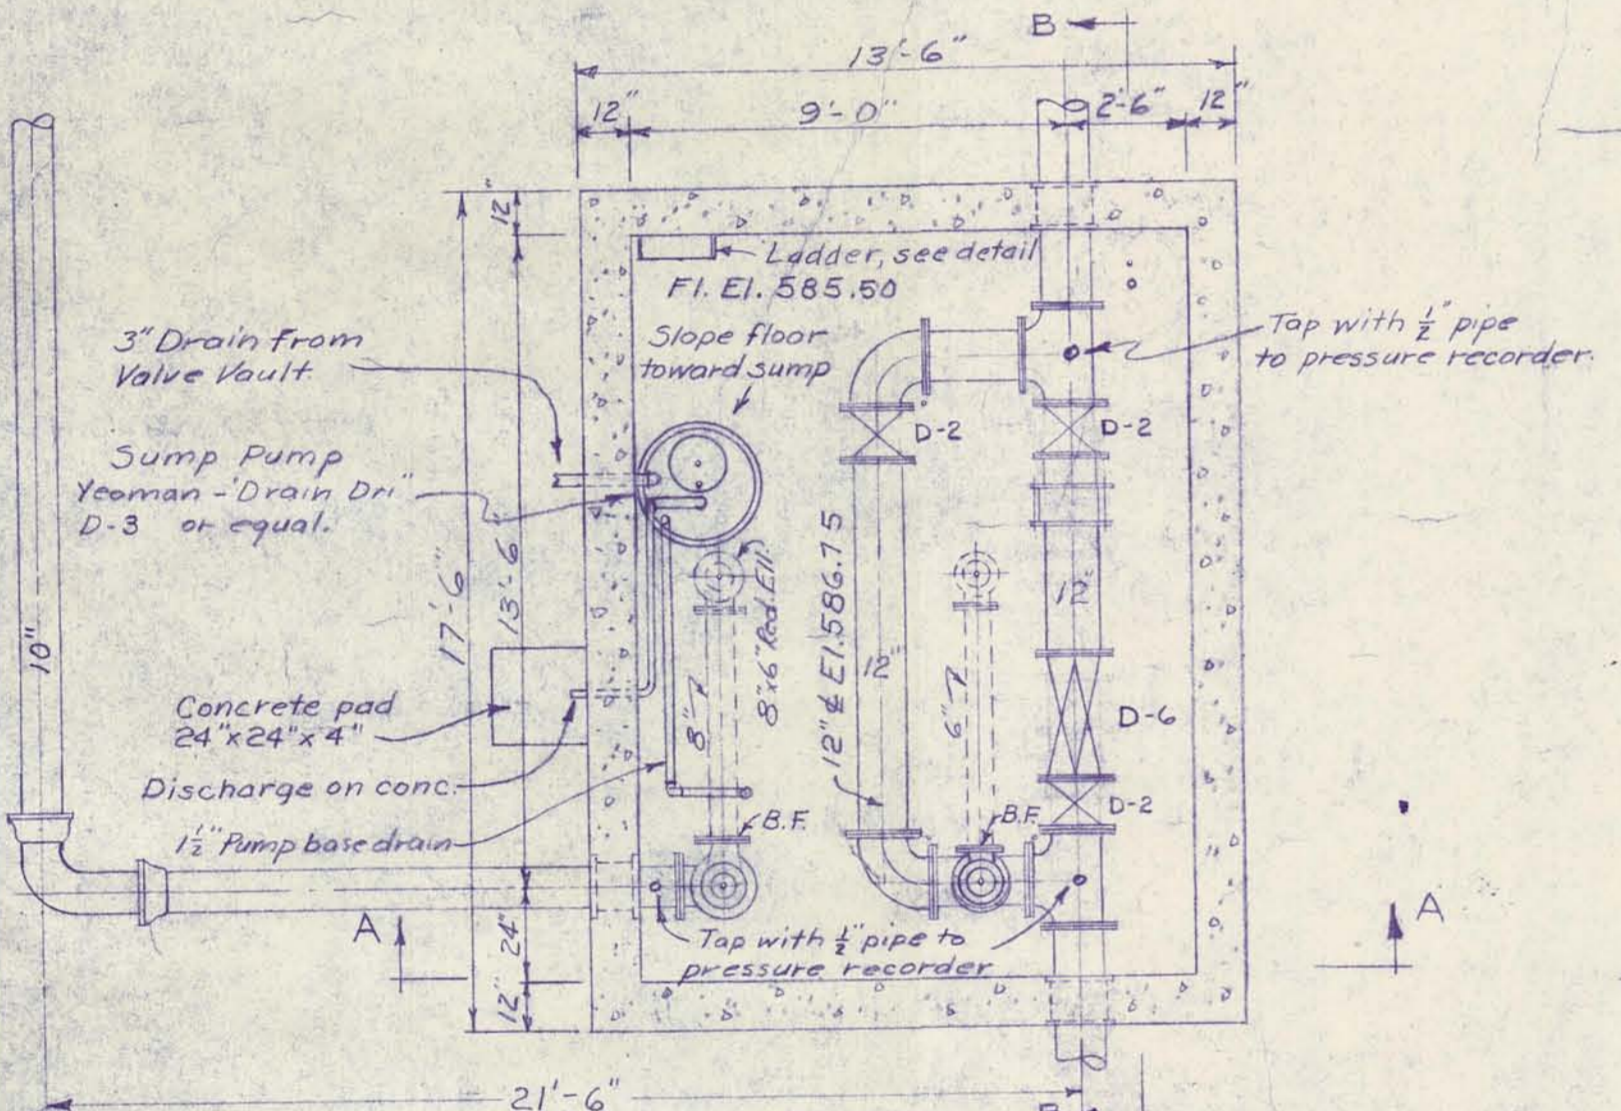 B
13'-6"
12"
9'-0"
2'-6"
12"
12"
Ladder, see detail
Fl. El. 585.50
Slope floor
toward sump
3" Drain from
Valve Vault.
Tap with 1/2" pipe
to pressure recorder.
D-2
D-2
Sump Pump
Yeoman - "Drain Dri"
D-3 or equal.
17'-6"
13'-6"
10"
8"
8"x6" Red. Ell.
12" ℄ El. 586.75
12"
6"
12"
D-6
Concrete pad
24"x24"x4"
Discharge on conc.
1 1/2" Pump base drain
B.F.
B.F.
D-2
A
24"
12"
Tap with 1/2" pipe to
pressure recorder
A
21'-6"
B